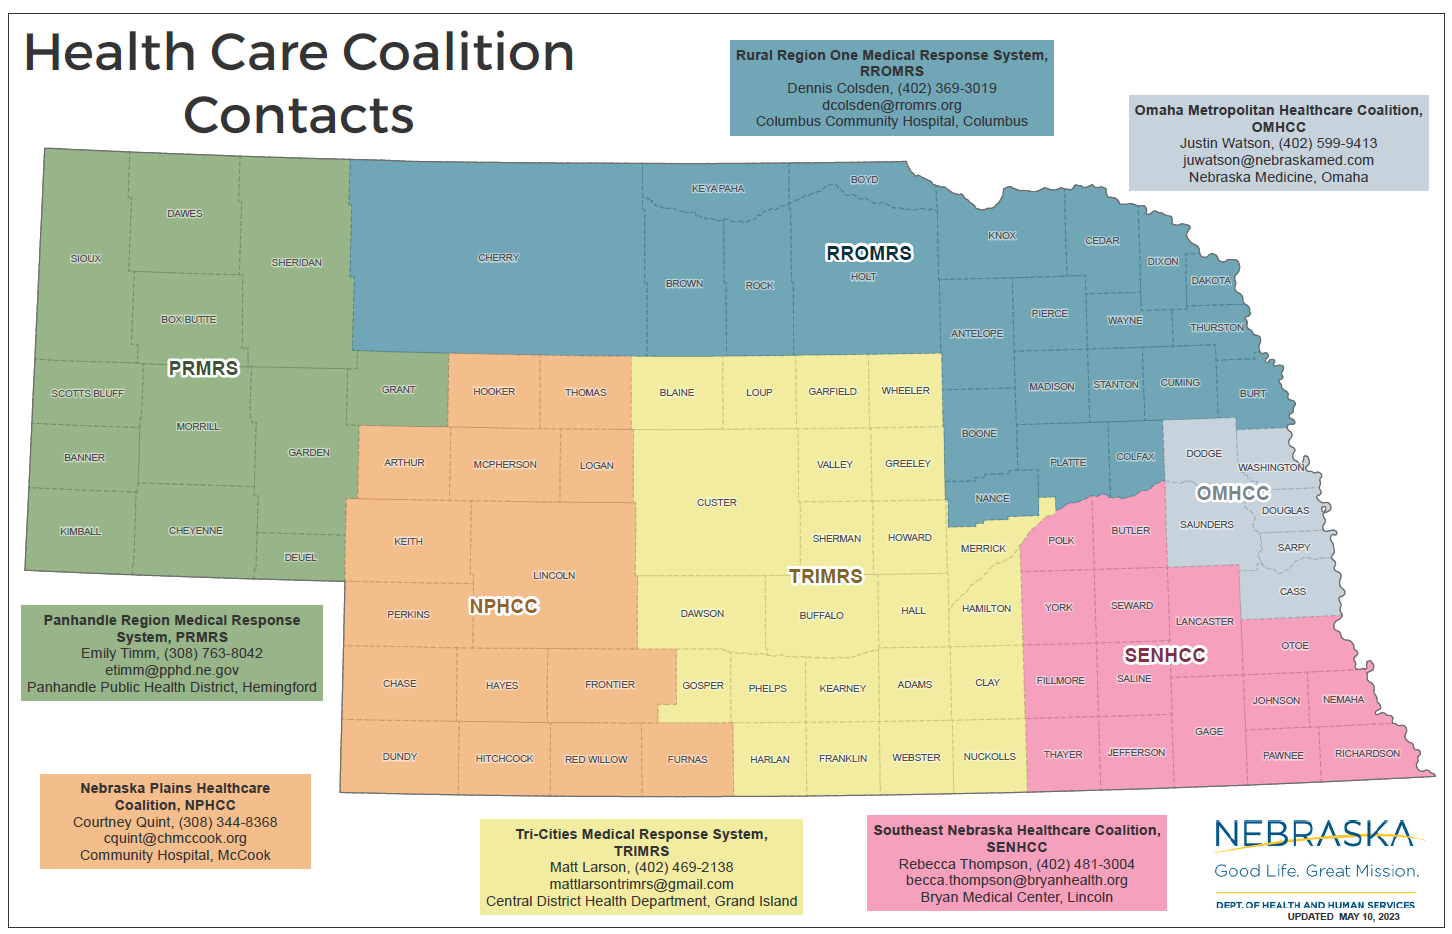 Health Care Coalition
Contacts
Rural Region One Medical Response System,
RROMRS
Dennis Colsden, (402) 369-3019
dcolsden@rromrs.org
Columbus Community Hospital, Columbus
Omaha Metropolitan Healthcare Coalition,
OMHCC
Justin Watson, (402) 599-9413
juwatson@nebraskamed.com
Nebraska Medicine, Omaha
SIOUX
DAWES
SHERIDAN
BOX BUTTE
PRMRS
SCOTTS BLUFF
MORRILL
GARDEN
GRANT
BANNER
KIMBALL
CHEYENNE
DEUEL
CHERRY
KEYA PAHA
BOYD
BROWN
ROCK
RROMRS
HOLT
KNOX
CEDAR
DIXON
DAKOTA
ANTELOPE
PIERCE
WAYNE
THURSTON
MADISON
STANTON
CUMING
BURT
BOONE
PLATTE
COLFAX
NANCE
HOOKER
THOMAS
ARTHUR
MCPHERSON
LOGAN
KEITH
LINCOLN
PERKINS
NPHCC
CHASE
HAYES
FRONTIER
DUNDY
HITCHCOCK
RED WILLOW
FURNAS
BLAINE
LOUP
GARFIELD
WHEELER
CUSTER
VALLEY
GREELEY
SHERMAN
HOWARD
MERRICK
TRIMRS
DAWSON
BUFFALO
HALL
HAMILTON
GOSPER
PHELPS
KEARNEY
ADAMS
CLAY
HARLAN
FRANKLIN
WEBSTER
NUCKOLLS
DODGE
WASHINGTON
OMHCC
DOUGLAS
SAUNDERS
SARPY
CASS
POLK
BUTLER
YORK
SEWARD
LANCASTER
OTOE
SENHCC
FILLMORE
SALINE
JOHNSON
NEMAHA
GAGE
THAYER
JEFFERSON
PAWNEE
RICHARDSON
Panhandle Region Medical Response
System, PRMRS
Emily Timm, (308) 763-8042
etimm@pphd.ne.gov
Panhandle Public Health District, Hemingford
Nebraska Plains Healthcare
Coalition, NPHCC
Courtney Quint, (308) 344-8368
cquint@chmccook.org
Community Hospital, McCook
Tri-Cities Medical Response System,
TRIMRS
Matt Larson, (402) 469-2138
mattlarsontrimrs@gmail.com
Central District Health Department, Grand Island
Southeast Nebraska Healthcare Coalition,
SENHCC
Rebecca Thompson, (402) 481-3004
becca.thompson@bryanhealth.org
Bryan Medical Center, Lincoln
NEBRASKA
Good Life. Great Mission.
DEPT. OF HEALTH AND HUMAN SERVICES
UPDATED MAY 10, 2023